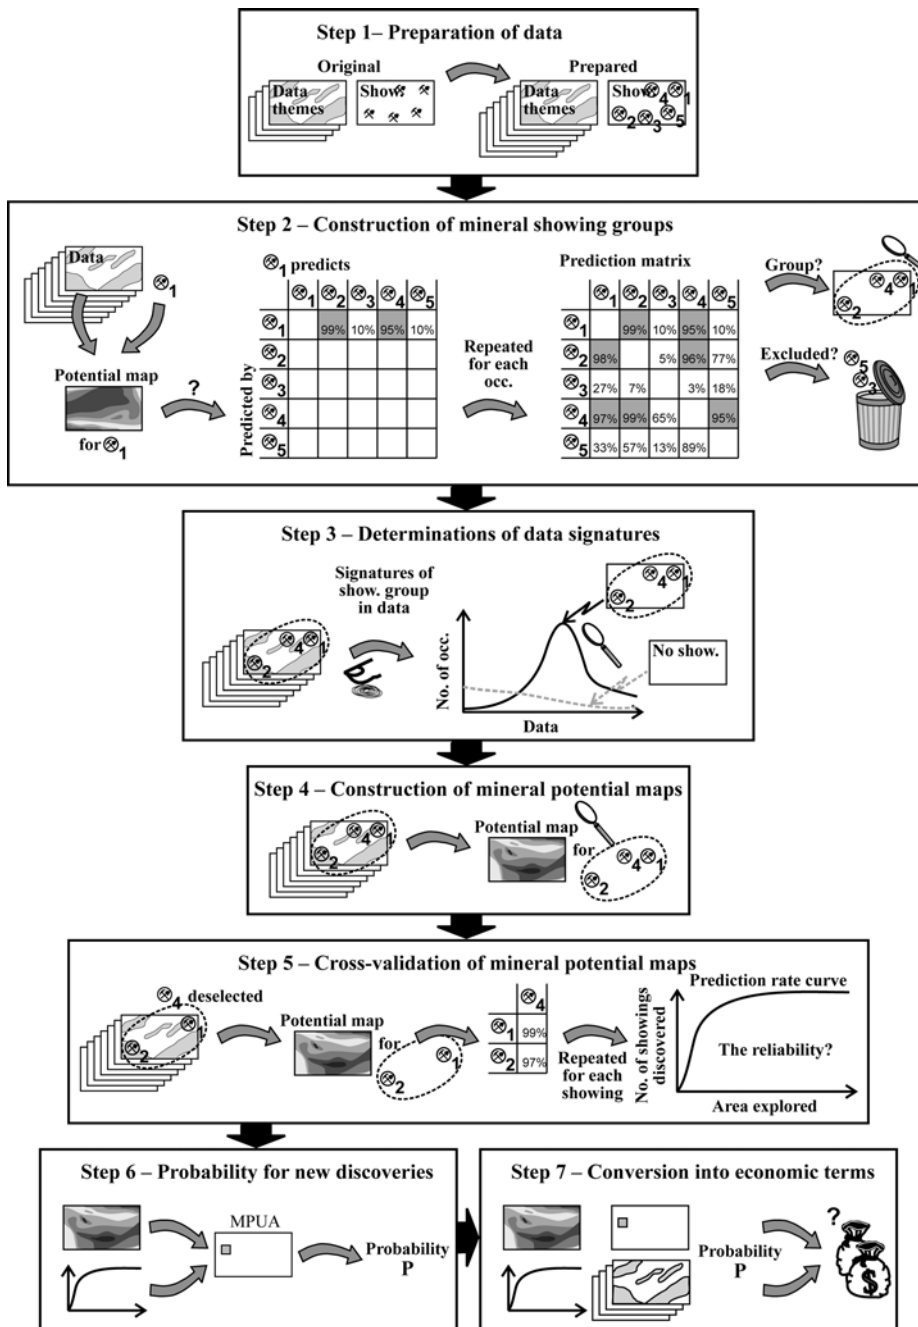 Step 1– Preparation of data
Original
Prepared
Data
themes
Show.
Data
themes
Show.
4
1
2
3
5
Step 2 – Construction of mineral showing groups
Data
1
Potential map
for 1
?
1 predicts
1 2 3 4 5
Predicted by
1 99% 10% 95% 10%
2
3
4
5
Repeated
for each
occ.
Prediction matrix
1 2 3 4 5
1 99% 10% 95% 10%
2 98% 5% 96% 77%
3 27% 7% 3% 18%
4 97% 99% 65% 95%
5 33% 57% 13% 89%
Group?
4 1
2
Excluded?
5
3
Step 3 – Determinations of data signatures
4 1
2
Signatures of
show. group
in data
No. of occ.
Data
4 1
2
No show.
Step 4 – Construction of mineral potential maps
4 1
2
Potential map
for
4 1
2
Step 5 – Cross-validation of mineral potential maps
4 deselected
1
2
Potential map
for
1
2
4
1 99%
2 97%
Repeated
for each
showing
Prediction rate curve
No. of showings
discovered
The reliability?
Area explored
Step 6 – Probability for new discoveries
MPUA
Probability
P
Step 7 – Conversion into economic terms
Probability
P
?
$